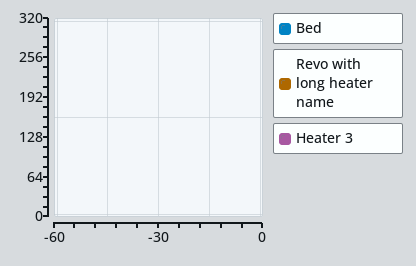 320
256
192
128
64
0
-60
-30
0
Bed
Revo with
long heater
name
Heater 3